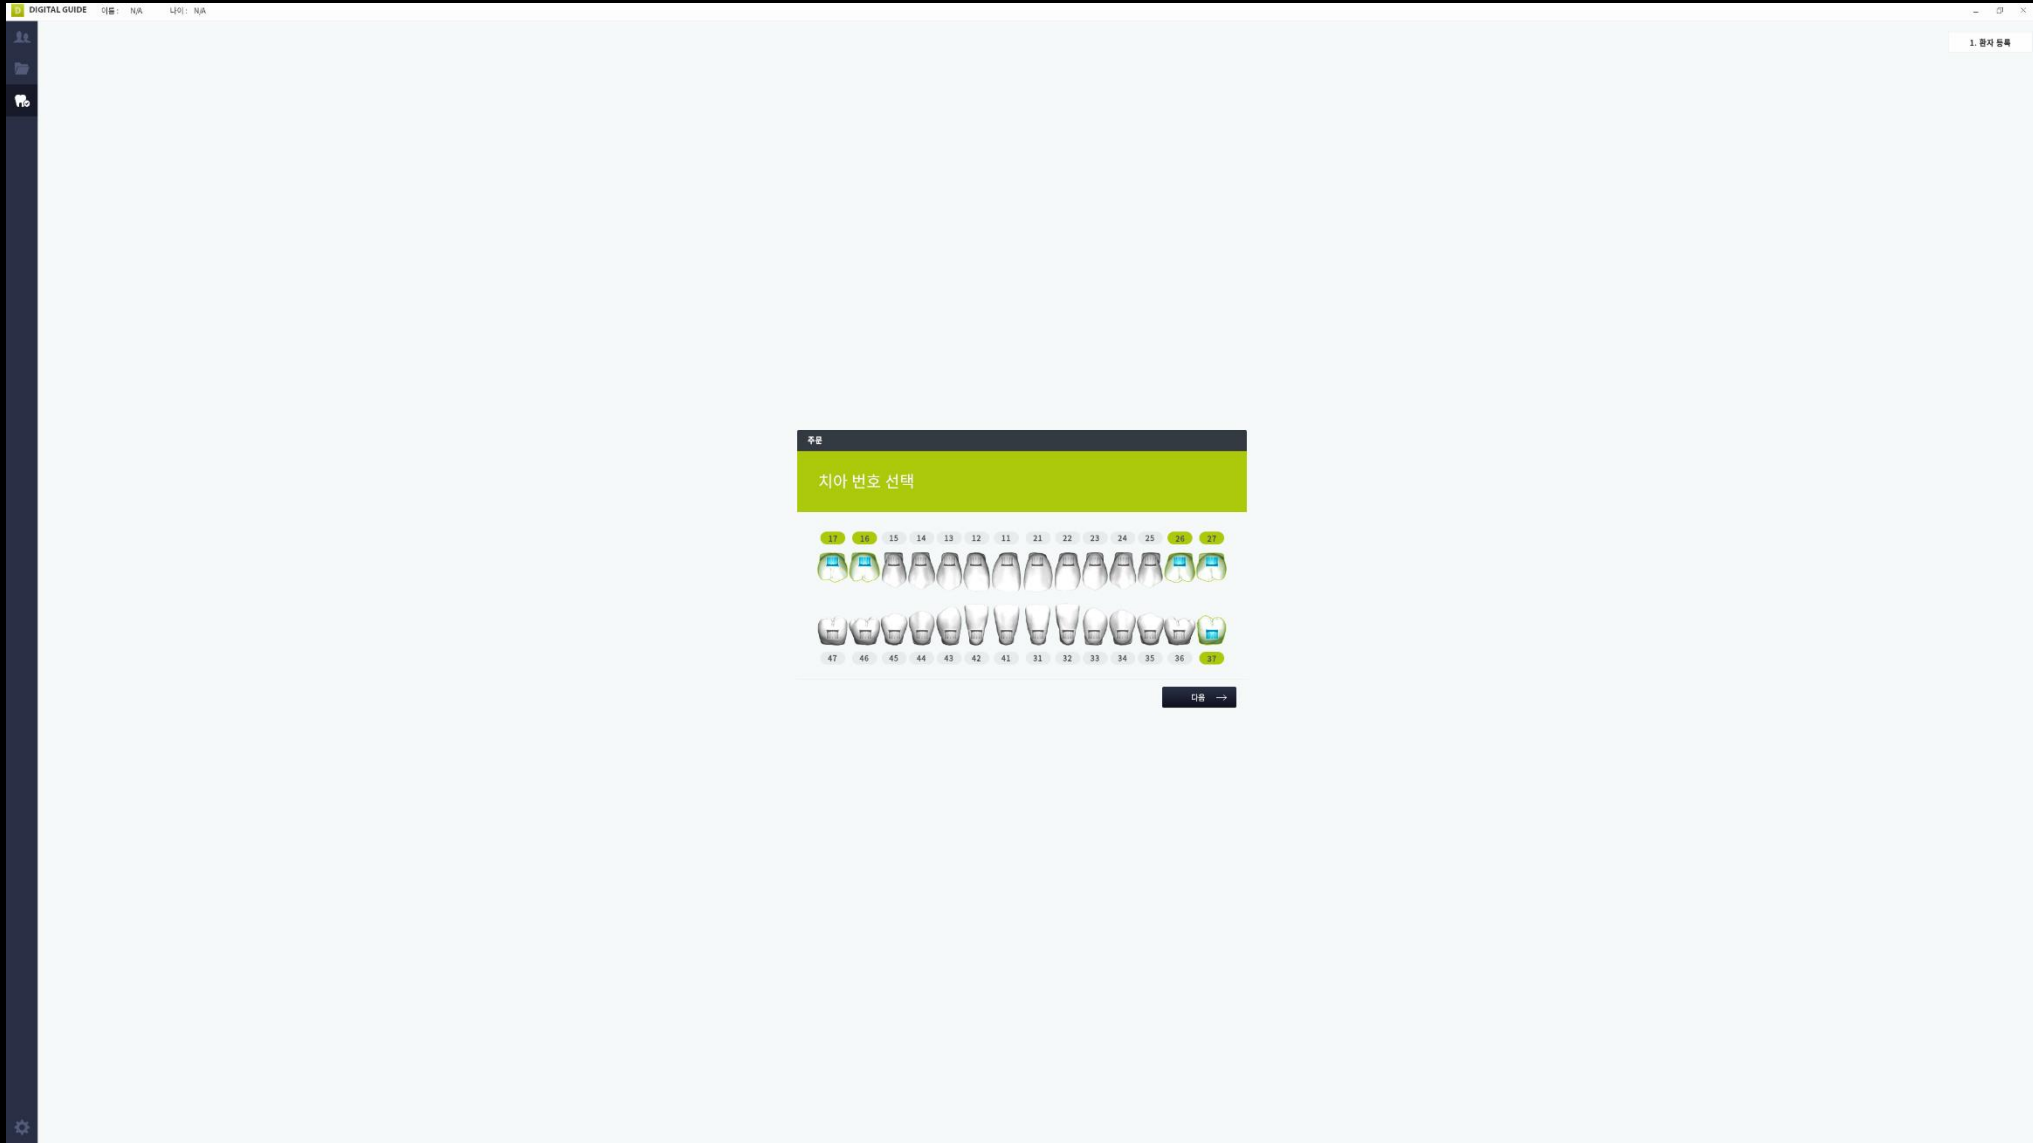 D DIGITAL GUIDE 이름 : N/A 나이 : N/A
1. 환자 등록
주문
치아 번호 선택
17 16 15 14 13 12 11 21 22 23 24 25 26 27
47 46 45 44 43 42 41 31 32 33 34 35 36 37
다음